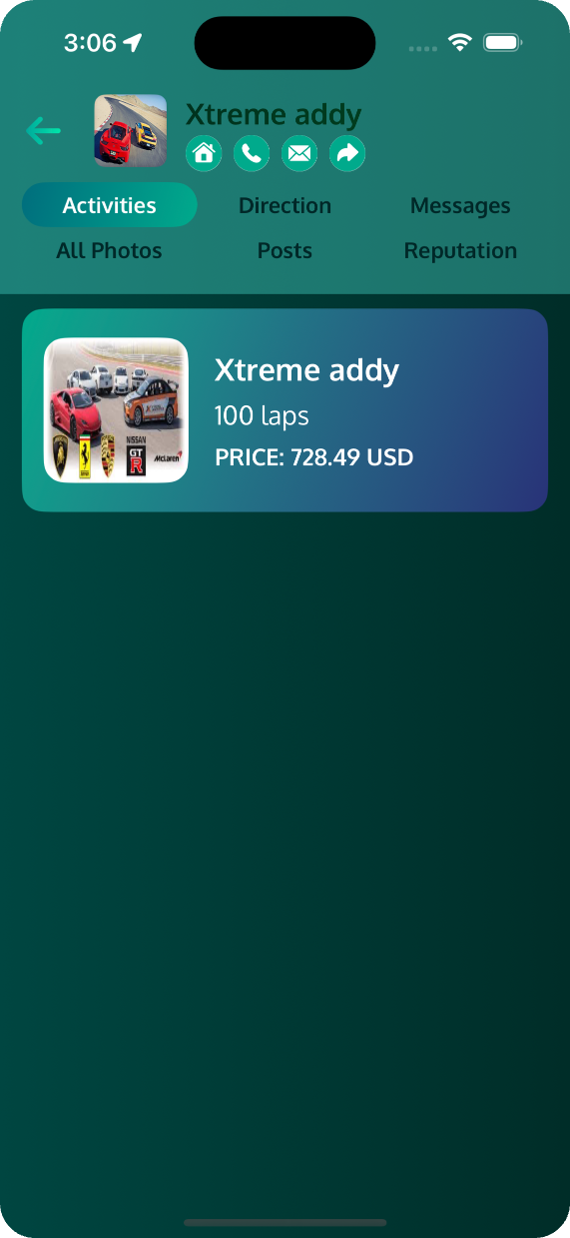 3:06
Xtreme addy
Activities
Direction
Messages
All Photos
Posts
Reputation
Xtreme addy
100 laps
PRICE: 728.49 USD
NISSAN
GT
R
McLaren